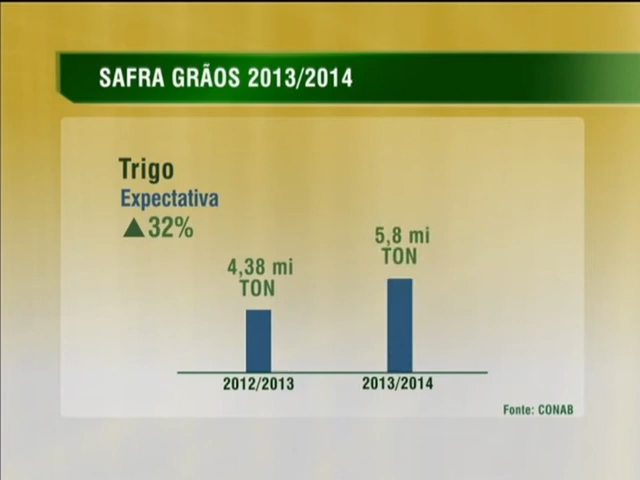 SAFRA GRÃOS 2013/2014
Trigo
Expectativa
▲32%
4,38 mi
TON
5,8 mi
TON
2012/2013
2013/2014
Fonte: CONAB